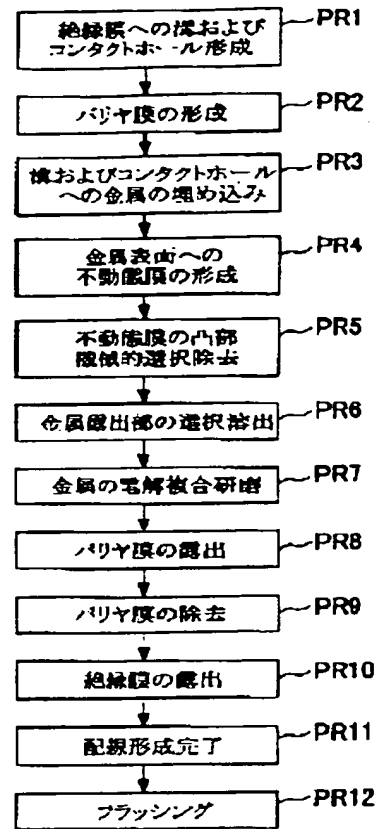 絶縁膜への溝および
コンタクトホール形成
PR1
バリヤ膜の形成
PR2
溝およびコンタクトホール
への金属の埋め込み
PR3
金属表面への
不動態膜の形成
PR4
不動態膜の凸部
機械的選択除去
PR5
金属露出部の選択溶出
PR6
金属の電解複合研磨
PR7
バリヤ膜の露出
PR8
バリヤ膜の除去
PR9
絶縁膜の露出
PR10
配線形成完了
PR11
フラッシング
PR12